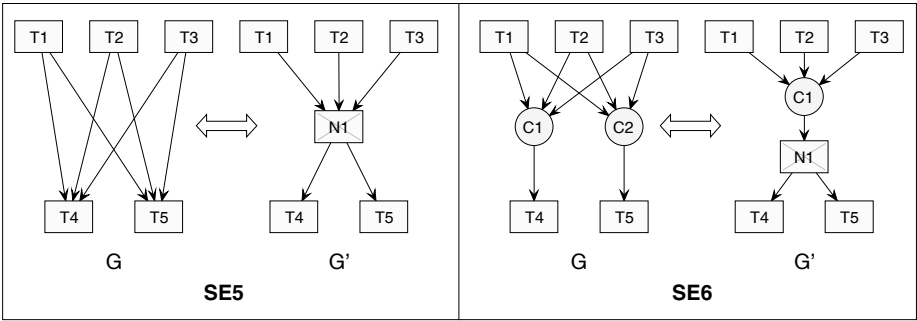 T1 T2 T3 T1 T2 T3
N1
T4 T5 T4 T5
G G'
SE5
T1 T2 T3 T1 T2 T3
C1
C1 C2
N1
T4 T5 T4 T5
G G'
SE6